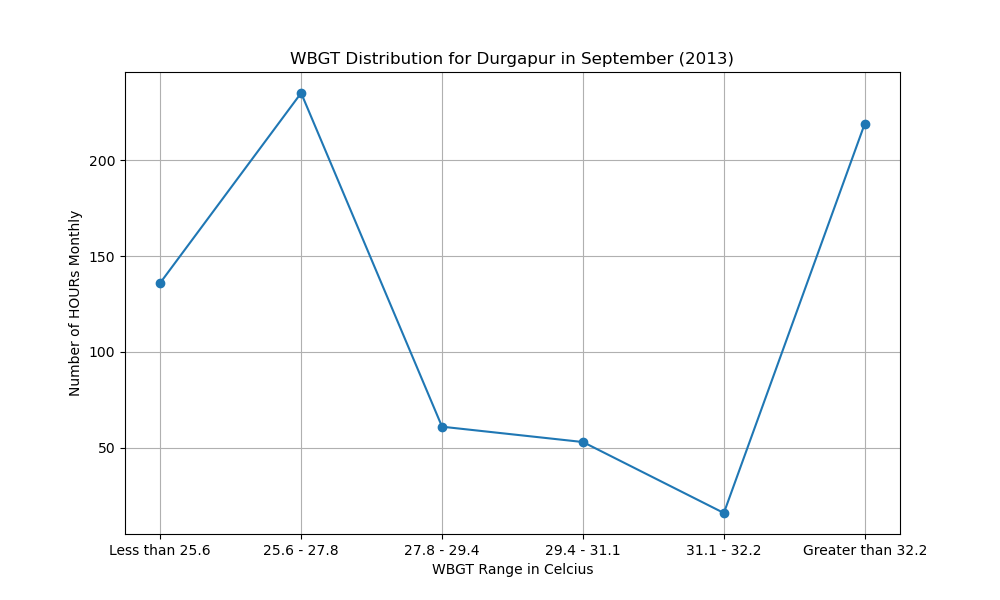 WBGT Distribution for Durgapur in September (2013)
Number of HOURs Monthly
200
150
100
50
Less than 25.6
25.6 - 27.8
27.8 - 29.4
29.4 - 31.1
31.1 - 32.2
Greater than 32.2
WBGT Range in Celcius